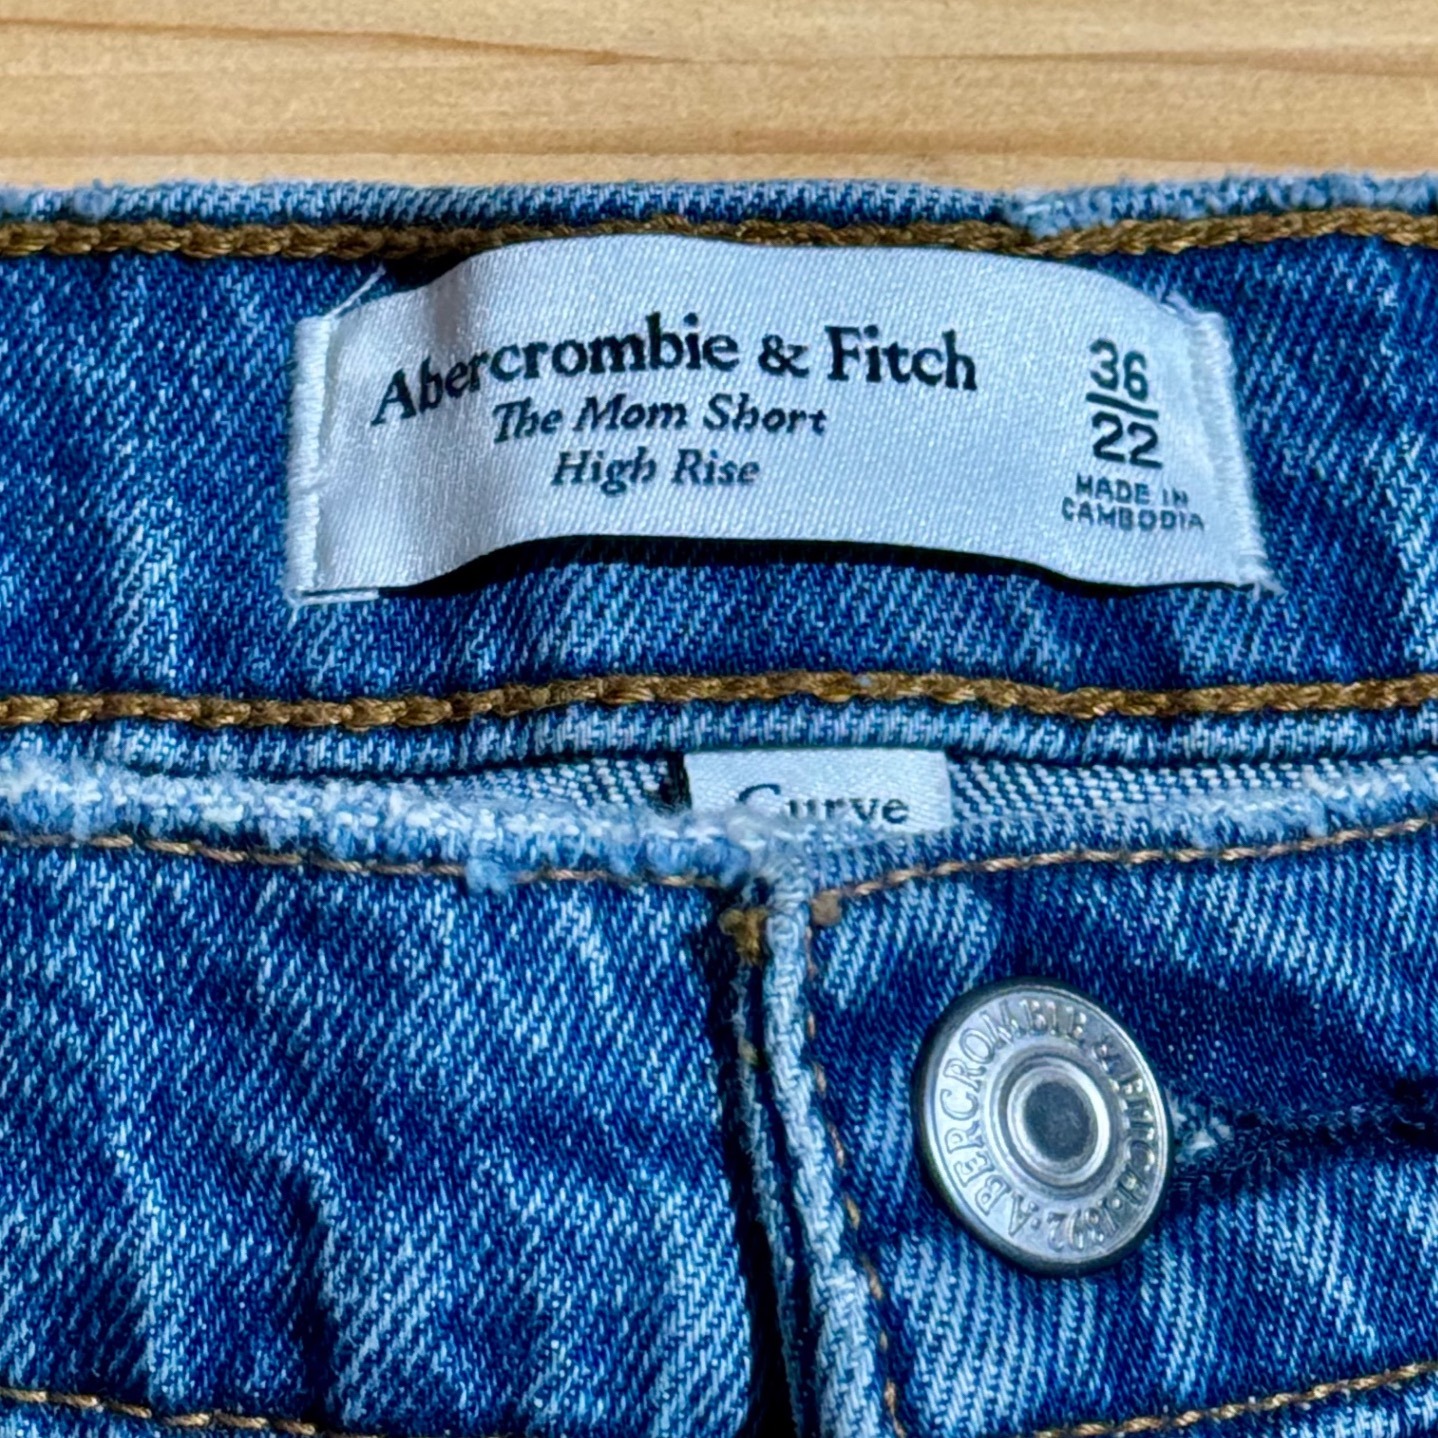 Abercrombie & Fitch
The Mom Short
High Rise
36
22
MADE IN
CAMBODIA
Curve
ABERCROMBIE & FITCH · 1892 ·